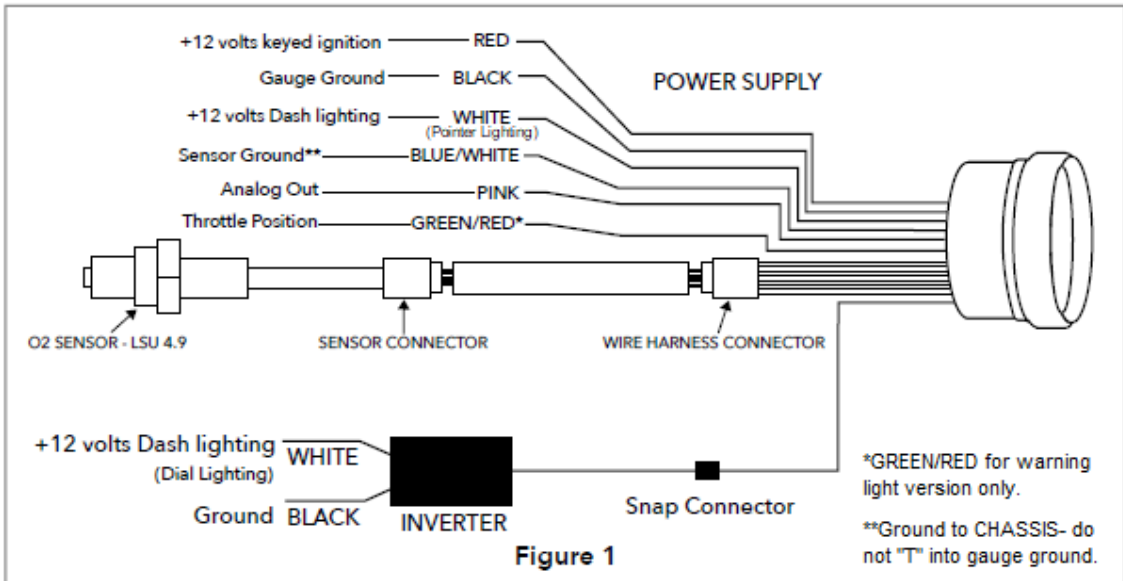 +12 volts keyed ignition RED
Gauge Ground BLACK
POWER SUPPLY
+12 volts Dash lighting WHITE
(Pointer Lighting)
Sensor Ground** BLUE/WHITE
Analog Out PINK
Throttle Position GREEN/RED*
O2 SENSOR - LSU 4.9
SENSOR CONNECTOR
WIRE HARNESS CONNECTOR
+12 volts Dash lighting WHITE
(Dial Lighting)
Ground BLACK
INVERTER
Snap Connector
*GREEN/RED for warning
light version only.
**Ground to CHASSIS- do
not "T" into gauge ground.
Figure 1